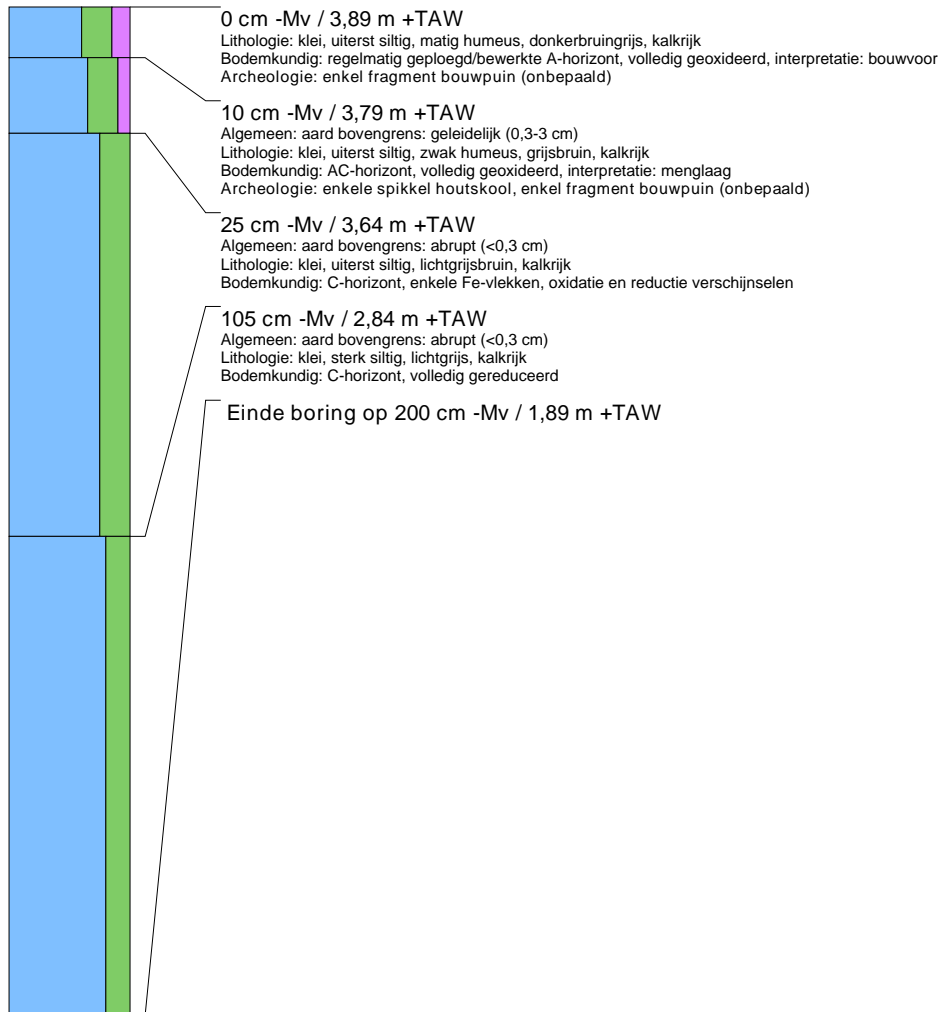 0 cm -Mv / 3,89 m +TAW
Lithologie: klei, uiterst siltig, matig humeus, donkerbruingrijs, kalkrijk
Bodemkundig: regelmatig geploegd/bewerkte A-horizont, volledig geoxideerd, interpretatie: bouwvoor
Archeologie: enkel fragment bouwpuin (onbepaald)
10 cm -Mv / 3,79 m +TAW
Algemeen: aard bovengrens: geleidelijk (0,3-3 cm)
Lithologie: klei, uiterst siltig, zwak humeus, grijsbruin, kalkrijk
Bodemkundig: AC-horizont, volledig geoxideerd, interpretatie: menglaag
Archeologie: enkele spikkel houtskool, enkel fragment bouwpuin (onbepaald)
25 cm -Mv / 3,64 m +TAW
Algemeen: aard bovengrens: abrupt (<0,3 cm)
Lithologie: klei, uiterst siltig, lichtgrijsbruin, kalkrijk
Bodemkundig: C-horizont, enkele Fe-vlekken, oxidatie en reductie verschijnselen
105 cm -Mv / 2,84 m +TAW
Algemeen: aard bovengrens: abrupt (<0,3 cm)
Lithologie: klei, sterk siltig, lichtgrijs, kalkrijk
Bodemkundig: C-horizont, volledig gereduceerd
Einde boring op 200 cm -Mv / 1,89 m +TAW